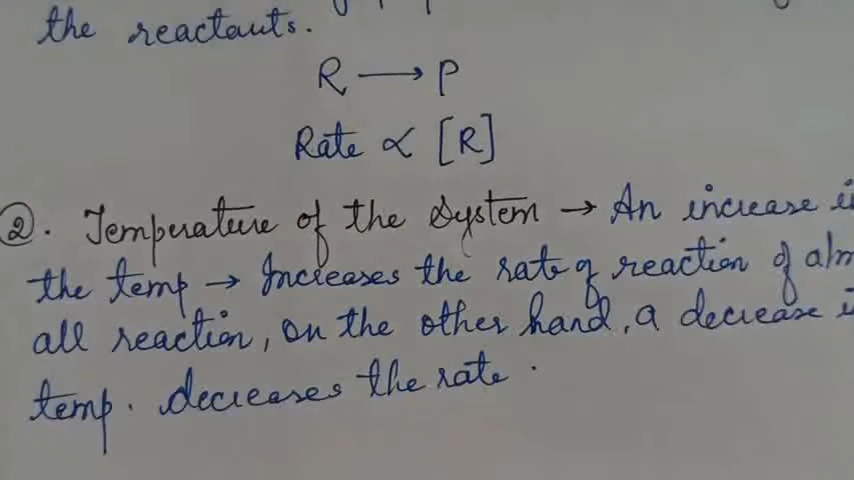 the reactants.
R → P
Rate ∝ [R]
②. Temperature of the System → An increase
the temp → Increases the rate of reaction of
all reaction, on the other hand, a decrease
temp. decreases the rate.